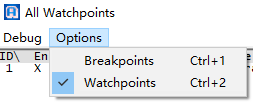 All Watchpoints
Debug Options
ID\ En
1 X
Breakpoints Ctrl+1
Watchpoints Ctrl+2